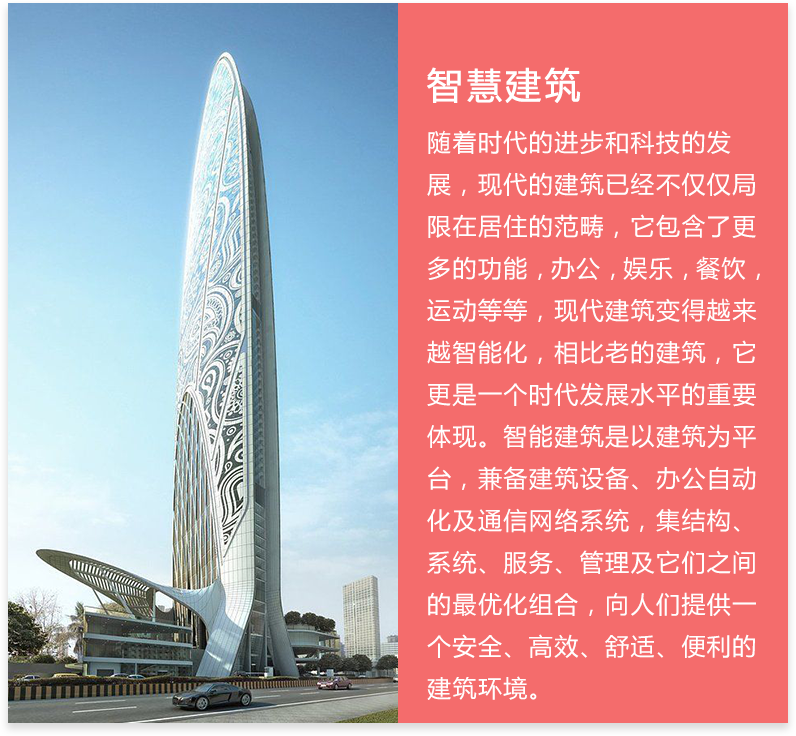 智慧建筑
随着时代的进步和科技的发
展，现代的建筑已经不仅仅局
限在居住的范畴，它包含了更
多的功能，办公，娱乐，餐饮，
运动等等，现代建筑变得越来
越智能化，相比老的建筑，它
更是一个时代发展水平的重要
体现。智能建筑是以建筑为平
台，兼备建筑设备、办公自动
化及通信网络系统，集结构、
系统、服务、管理及它们之间
的最优化组合，向人们提供一
个安全、高效、舒适、便利的
建筑环境。